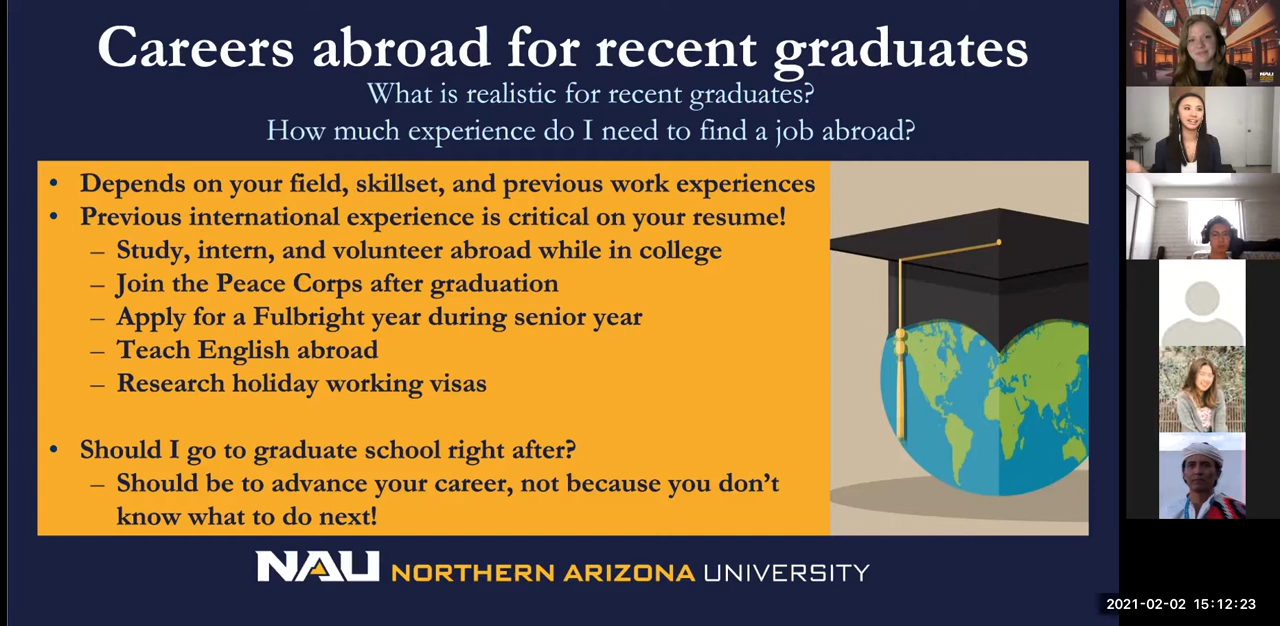 Careers abroad for recent graduates
What is realistic for recent graduates?
How much experience do I need to find a job abroad?
• Depends on your field, skillset, and previous work experiences
• Previous international experience is critical on your resume!
– Study, intern, and volunteer abroad while in college
– Join the Peace Corps after graduation
– Apply for a Fulbright year during senior year
– Teach English abroad
– Research holiday working visas
• Should I go to graduate school right after?
– Should be to advance your career, not because you don't
know what to do next!
NAU NORTHERN ARIZONA UNIVERSITY
NAU
2021-02-02 15:12:23